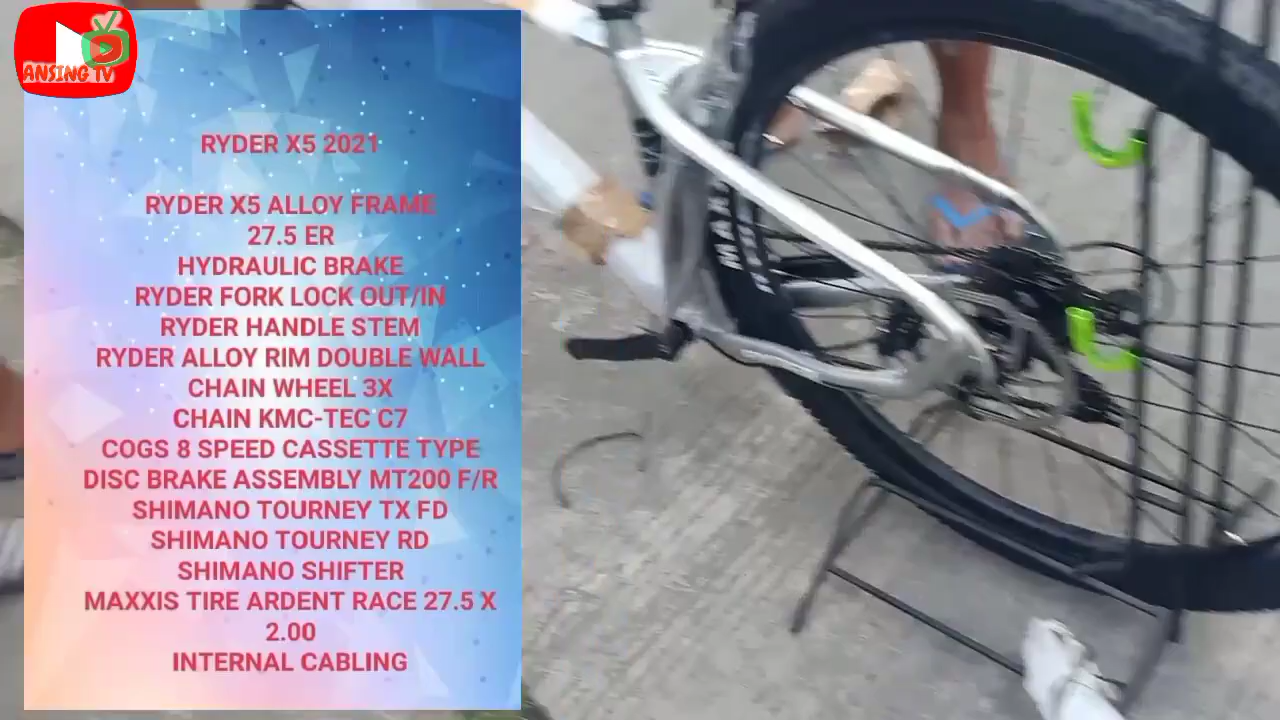 ANSING TV
RYDER X5 2021
RYDER X5 ALLOY FRAME
27.5 ER
HYDRAULIC BRAKE
RYDER FORK LOCK OUT/IN
RYDER HANDLE STEM
RYDER ALLOY RIM DOUBLE WALL
CHAIN WHEEL 3X
CHAIN KMC-TEC C7
COGS 8 SPEED CASSETTE TYPE
DISC BRAKE ASSEMBLY MT200 F/R
SHIMANO TOURNEY TX FD
SHIMANO TOURNEY RD
SHIMANO SHIFTER
MAXXIS TIRE ARDENT RACE 27.5 X
2.00
INTERNAL CABLING